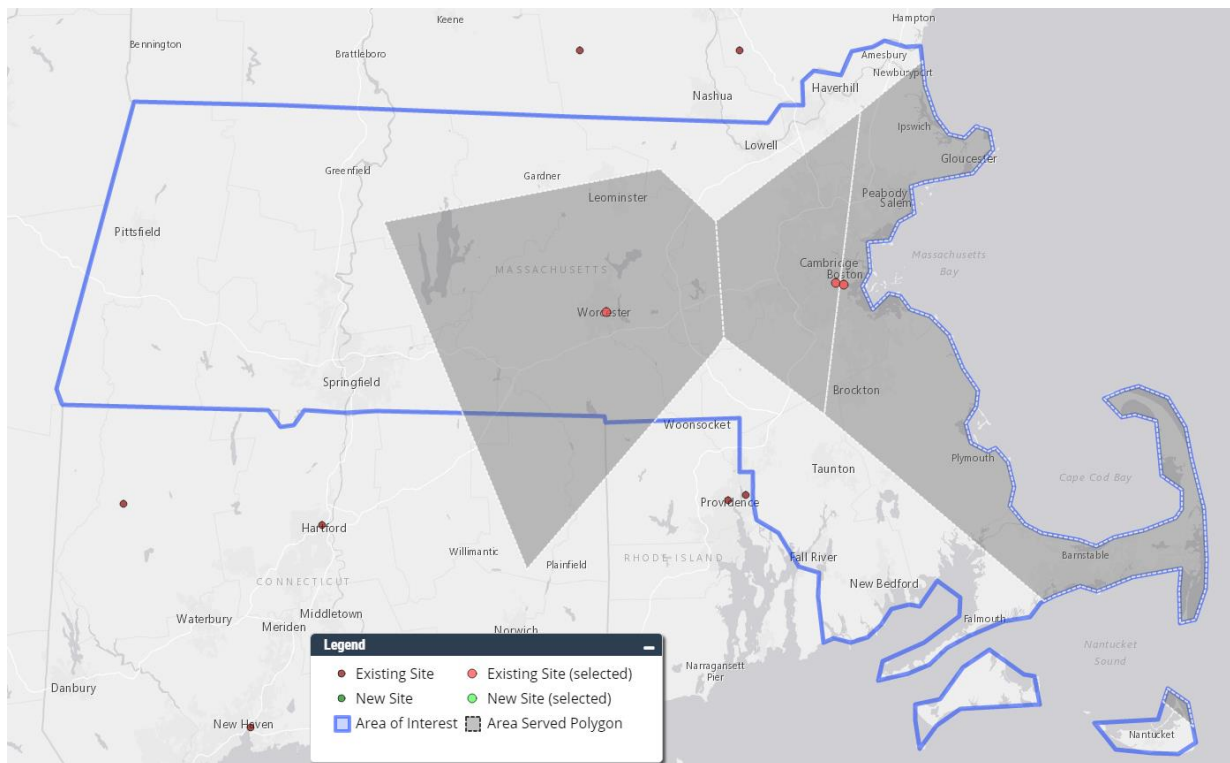 Keene
Hampton
Bennington
Brattleboro
Amesbury
Newburyport
Nashua
Haverhill
Ipswich
Lowell
Gloucester
Greenfield
Gardner
Leominster
Peabody
Salem
Pittsfield
Massachusetts
Bay
MASSACHUSETTS
Cambridge
Boston
Worcester
Springfield
Brockton
Woonsocket
Plymouth
Taunton
Cape Cod Bay
Providence
Hartford
Willimantic
Plainfield
RHODE ISLAND
Fall River
Barnstable
CONNECTICUT
New Bedford
Waterbury
Middletown
Meriden
Norwich
Falmouth
Nantucket
Sound
Narragansett
Pier
Danbury
New Haven
Nantucket
Legend
Existing Site
Existing Site (selected)
New Site
New Site (selected)
Area of Interest
Area Served Polygon